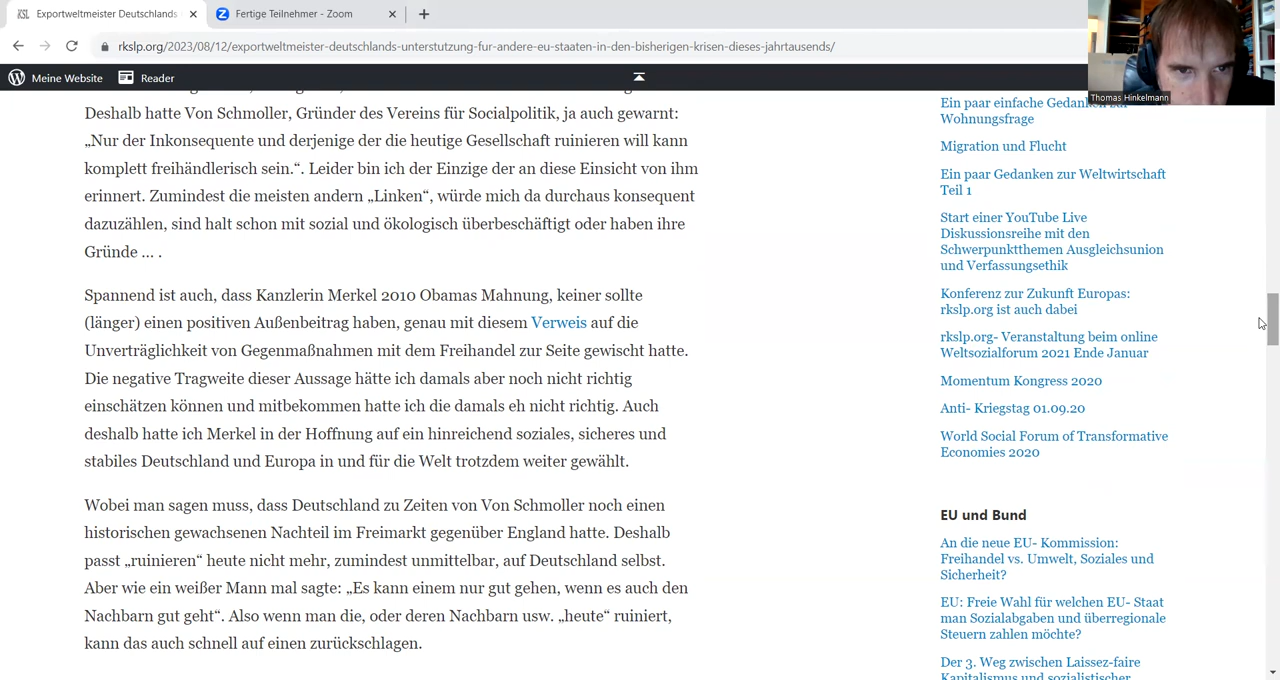 Exportweltmeister Deutschlands
Fertige Teilnehmer - Zoom
rkslp.org/2023/08/12/exportweltmeister-deutschlands-unterstutzung-fur-andere-eu-staaten-in-den-bisherigen-krisen-dieses-jahrtausends/
Meine Website Reader
Thomas Hinkelmann
Deshalb hatte Von Schmoller, Gründer des Vereins für Socialpolitik, ja auch gewarnt:
„Nur der Inkonsequente und derjenige der die heutige Gesellschaft ruinieren will kann
komplett freihändlerisch sein.“. Leider bin ich der Einzige der an diese Einsicht von ihm
erinnert. Zumindest die meisten andern „Linken“, würde mich da durchaus konsequent
dazuzählen, sind halt schon mit sozial und ökologisch überbeschäftigt oder haben ihre
Gründe … .
Spannend ist auch, dass Kanzlerin Merkel 2010 Obamas Mahnung, keiner sollte
(länger) einen positiven Außenbeitrag haben, genau mit diesem Verweis auf die
Unverträglichkeit von Gegenmaßnahmen mit dem Freihandel zur Seite gewischt hatte.
Die negative Tragweite dieser Aussage hätte ich damals aber noch nicht richtig
einschätzen können und mitbekommen hatte ich die damals eh nicht richtig. Auch
deshalb hatte ich Merkel in der Hoffnung auf ein hinreichend soziales, sicheres und
stabiles Deutschland und Europa in und für die Welt trotzdem weiter gewählt.
Wobei man sagen muss, dass Deutschland zu Zeiten von Von Schmoller noch einen
historischen gewachsenen Nachteil im Freimarkt gegenüber England hatte. Deshalb
passt „ruinieren“ heute nicht mehr, zumindest unmittelbar, auf Deutschland selbst.
Aber wie ein weißer Mann mal sagte: „Es kann einem nur gut gehen, wenn es auch den
Nachbarn gut geht“. Also wenn man die, oder deren Nachbarn usw. „heute“ ruiniert,
kann das auch schnell auf einen zurückschlagen.
Ein paar einfache Gedanken zur
Wohnungsfrage
Migration und Flucht
Ein paar Gedanken zur Weltwirtschaft
Teil 1
Start einer YouTube Live
Diskussionsreihe mit den
Schwerpunktthemen Ausgleichsunion
und Verfassungsethik
Konferenz zur Zukunft Europas:
rkslp.org ist auch dabei
rkslp.org- Veranstaltung beim online
Weltsozialforum 2021 Ende Januar
Momentum Kongress 2020
Anti- Kriegstag 01.09.20
World Social Forum of Transformative
Economies 2020
EU und Bund
An die neue EU- Kommission:
Freihandel vs. Umwelt, Soziales und
Sicherheit?
EU: Freie Wahl für welchen EU- Staat
man Sozialabgaben und überregionale
Steuern zahlen möchte?
Der 3. Weg zwischen Laissez-faire
Kapitalismus und sozialistischer